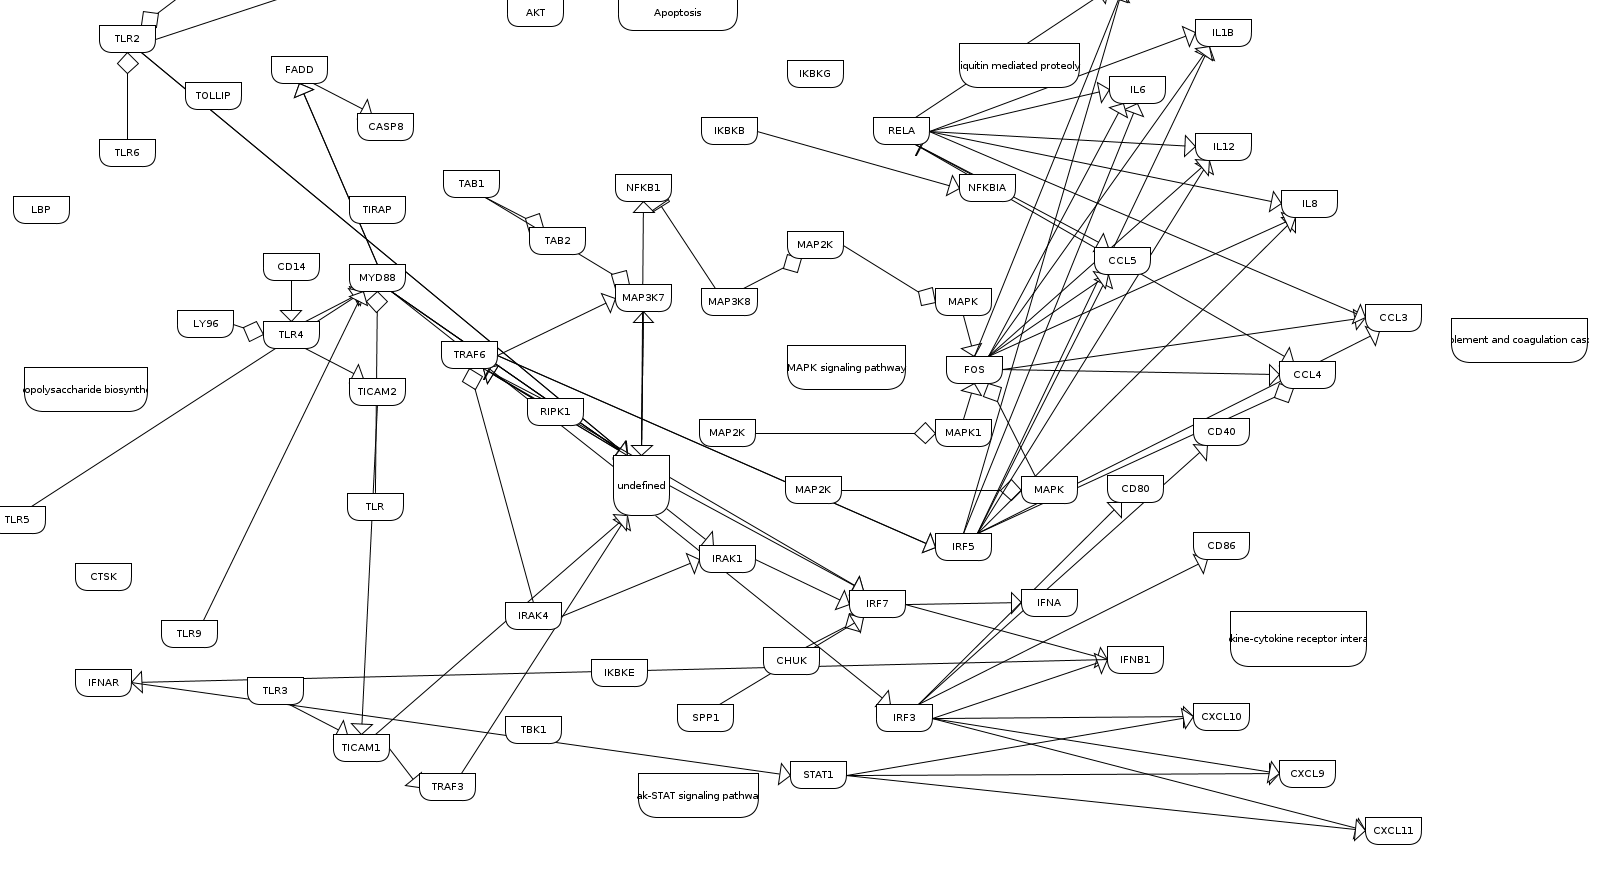 AKT
Apoptosis
IL1B
TLR2
iquitin mediated proteoly
FADD
IKBKG
IL6
TOLLIP
CASP8
IKBKB
RELA
TLR6
IL12
TAB1
NFKB1
NFKBIA
LBP
TIRAP
IL8
TAB2
MAP2K
CCL5
CD14
MYD88
MAP3K7
MAP3K8
MAPK
CCL3
LY96
TLR4
lement and coagulation cas
TRAF6
MAPK signaling pathway
FOS
CCL4
opolysaccharide biosynthe
TICAM2
RIPK1
MAP2K
MAPK1
CD40
undefined
MAP2K
MAPK
CD80
TLR
TLR5
IRF5
CD86
IRAK1
CTSK
IRAK4
IRF7
IFNA
TLR9
kine-cytokine receptor intera
IFNAR
TLR3
IKBKE
CHUK
IFNB1
SPP1
IRF3
CXCL10
TBK1
TICAM1
STAT1
CXCL9
TRAF3
ak-STAT signaling pathwa
CXCL11